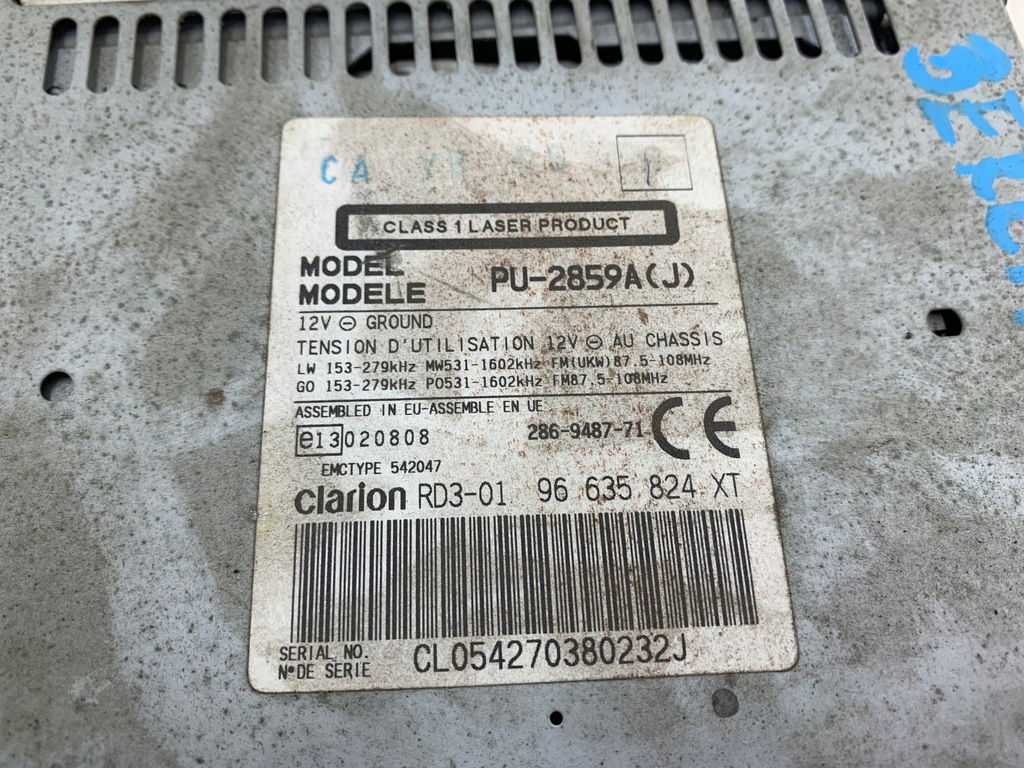 CA
1
CLASS 1 LASER PRODUCT
MODEL
MODELE PU-2859A(J)
12V ⊖ GROUND
TENSION D'UTILISATION 12V ⊖ AU CHASSIS
LW 153-279kHz MW531-1602kHz FM(UKW)87.5-108MHz
GO 153-279kHz PO531-1602kHz FM87.5-108MHz
ASSEMBLED IN EU-ASSEMBLE EN UE
e13 020808 286-9487-71 CE
EMCTYPE 542047
clarion RD3-01 96 635 824 XT
SERIAL NO.
N° DE SERIE CL054270380232J